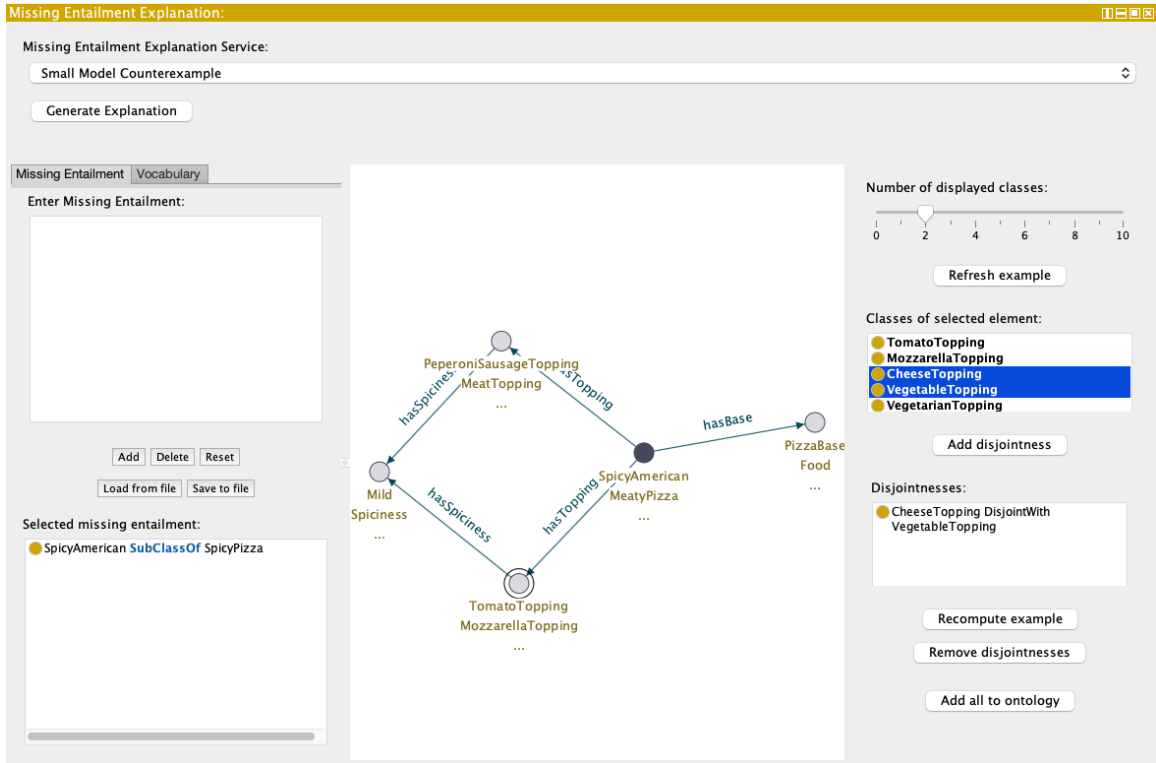 Missing Entailment Explanation:
Missing Entailment Explanation Service:
Small Model Counterexample
Generate Explanation
Missing Entailment
Vocabulary
Enter Missing Entailment:
Add
Delete
Reset
Load from file
Save to file
Selected missing entailment:
SpicyAmerican SubClassOf SpicyPizza
PeperoniSausageTopping
MeatTopping
...
hasSpiciness
hasBase
PizzaBase
Food
...
SpicyAmerican
MeatyPizza
...
Mild
Spiciness
...
hasSpiciness
hasTopping
TomatoTopping
MozzarellaTopping
...
Number of displayed classes:
0 2 4 6 8 10
Refresh example
Classes of selected element:
TomatoTopping
MozzarellaTopping
CheeseTopping
VegetableTopping
VegetarianTopping
Add disjointness
Disjointnesses:
CheeseTopping DisjointWith
VegetableTopping
Recompute example
Remove disjointnesses
Add all to ontology